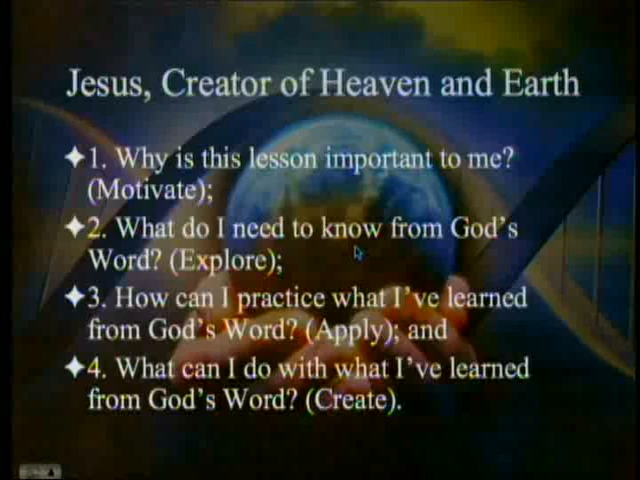 Jesus, Creator of Heaven and Earth
1. Why is this lesson important to me?
(Motivate);
2. What do I need to know from God's
Word? (Explore);
3. How can I practice what I've learned
from God's Word? (Apply); and
4. What can I do with what I've learned
from God's Word? (Create).